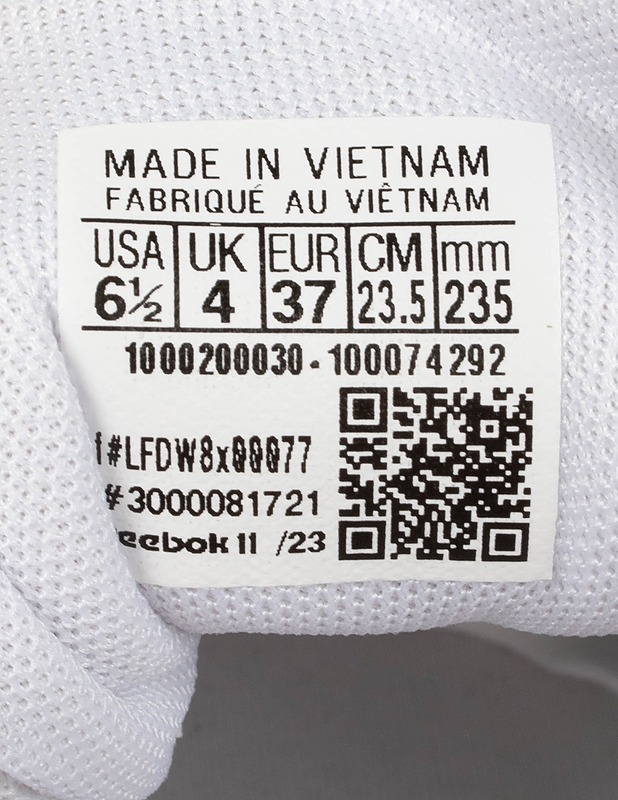 MADE IN VIETNAM
FABRIQUÉ AU VIÊTNAM
USA UK EUR CM mm
6½ 4 37 23.5 235
1000200030-100074292
#LFDW8x00077
#3000081721
eebok 11 /23